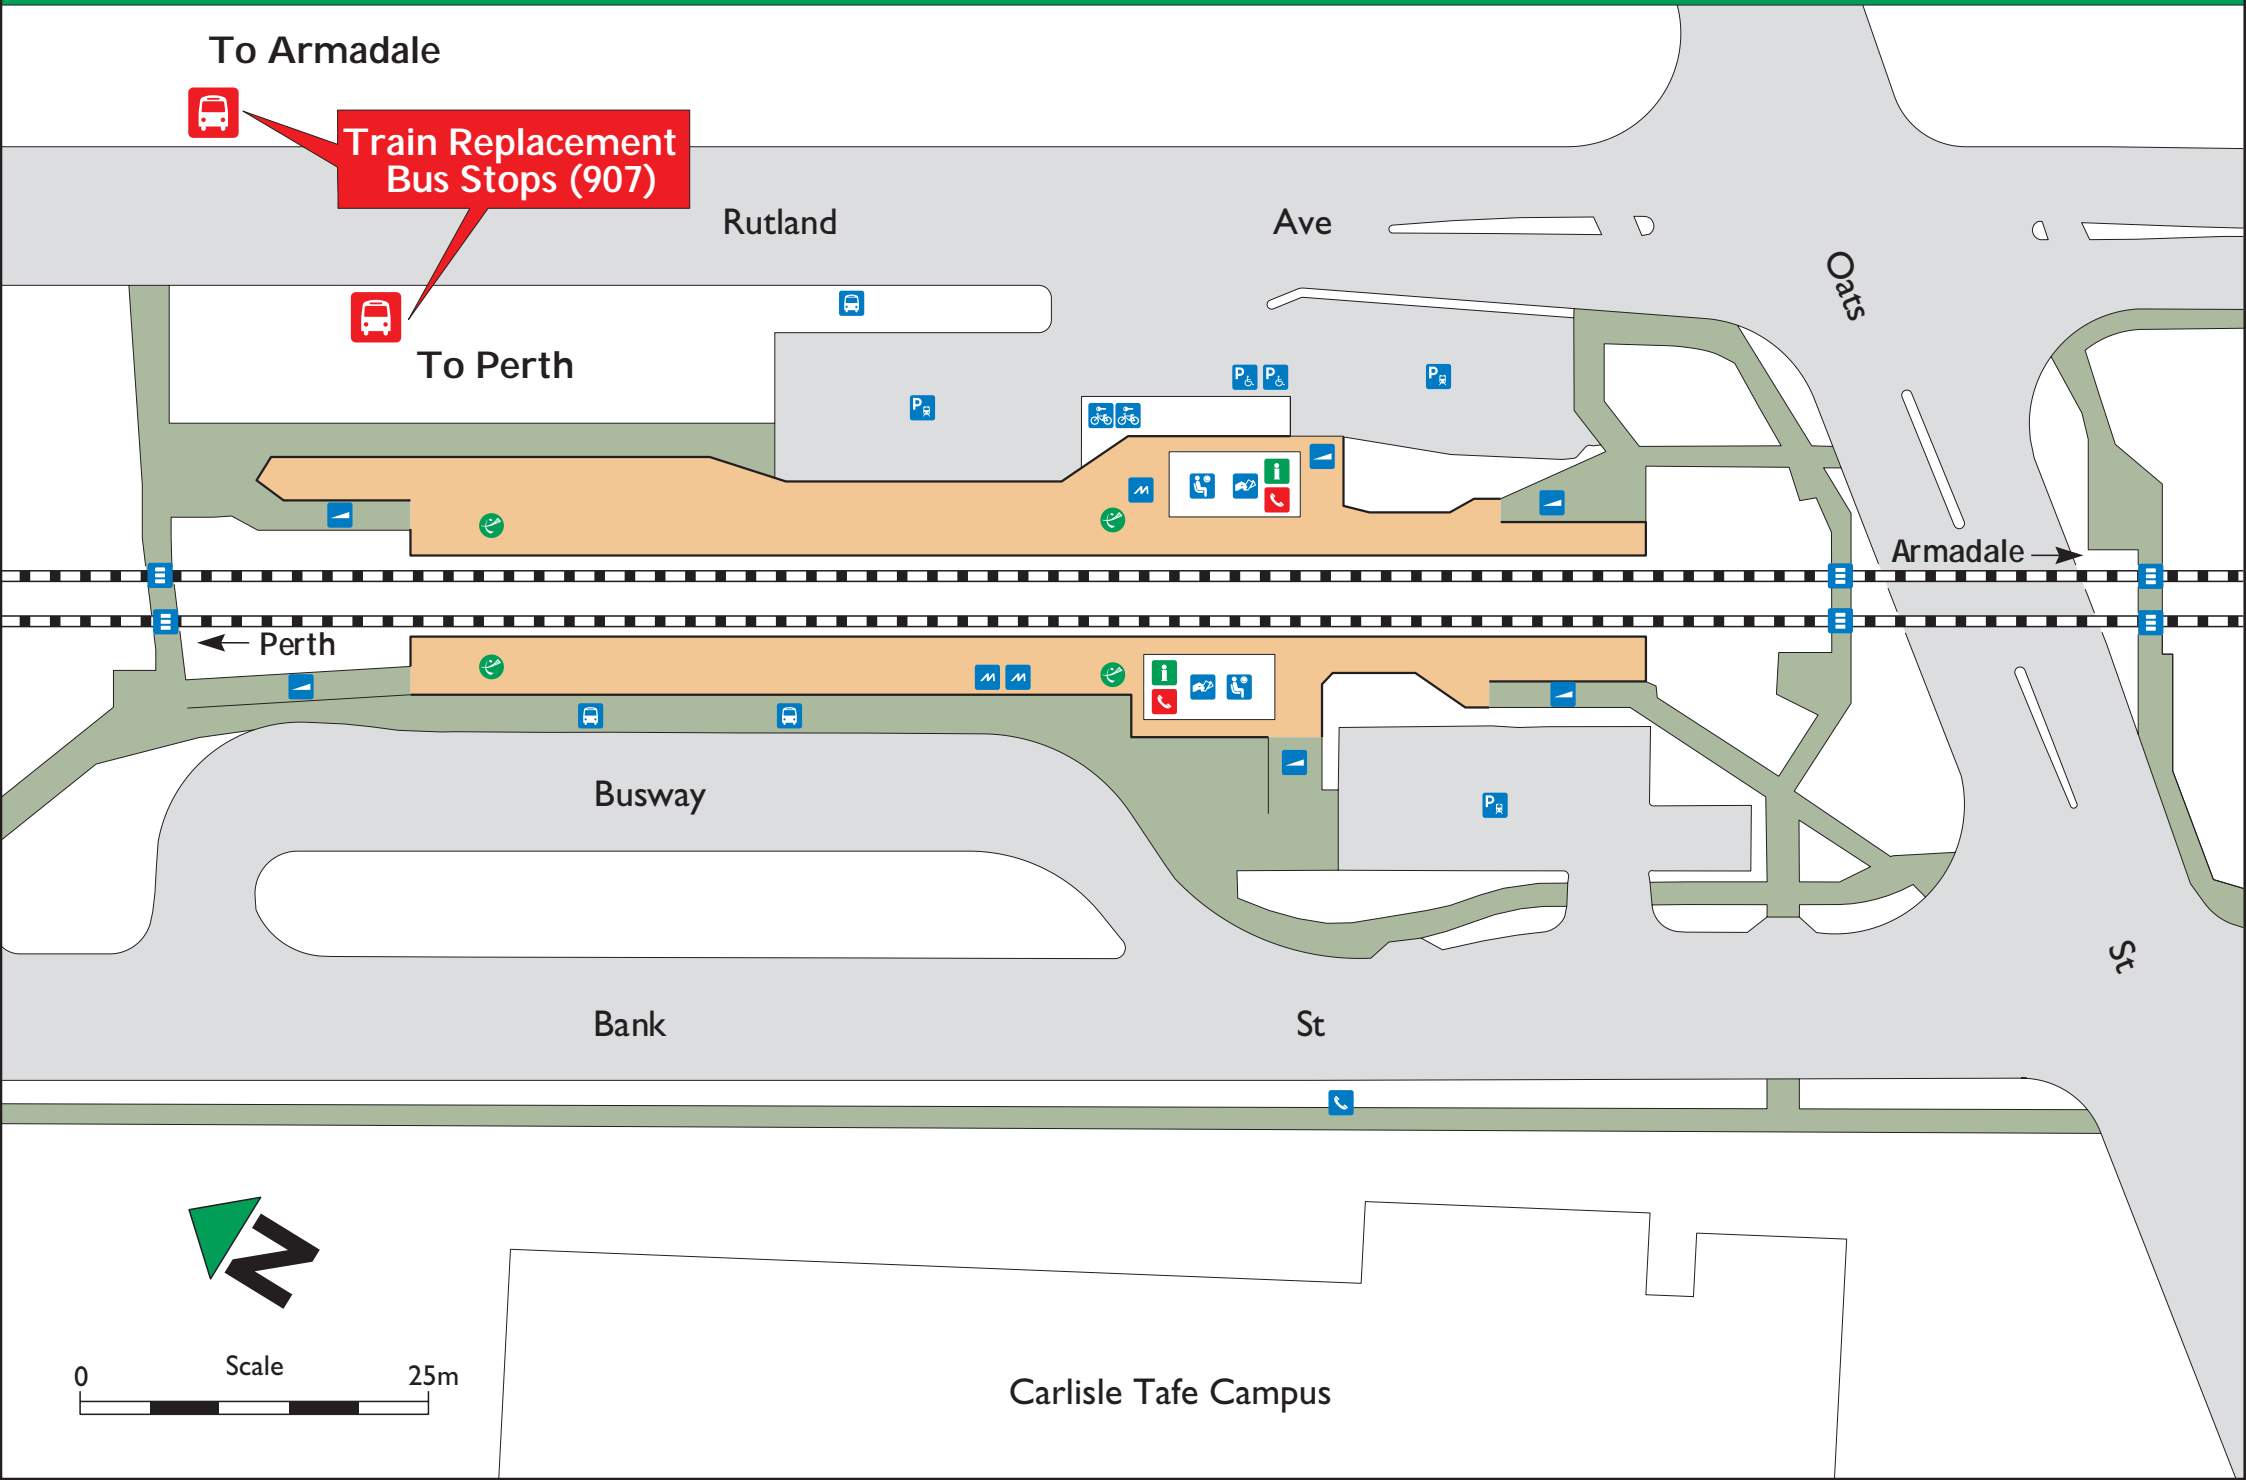 To Armadale
Train Replacement
Bus Stops (907)
Rutland
Ave
Oats
To Perth
P
P
P
P
i
Armadale
Perth
i
Busway
P
St
Bank
St
N
Scale
0
25m
Carlisle Tafe Campus